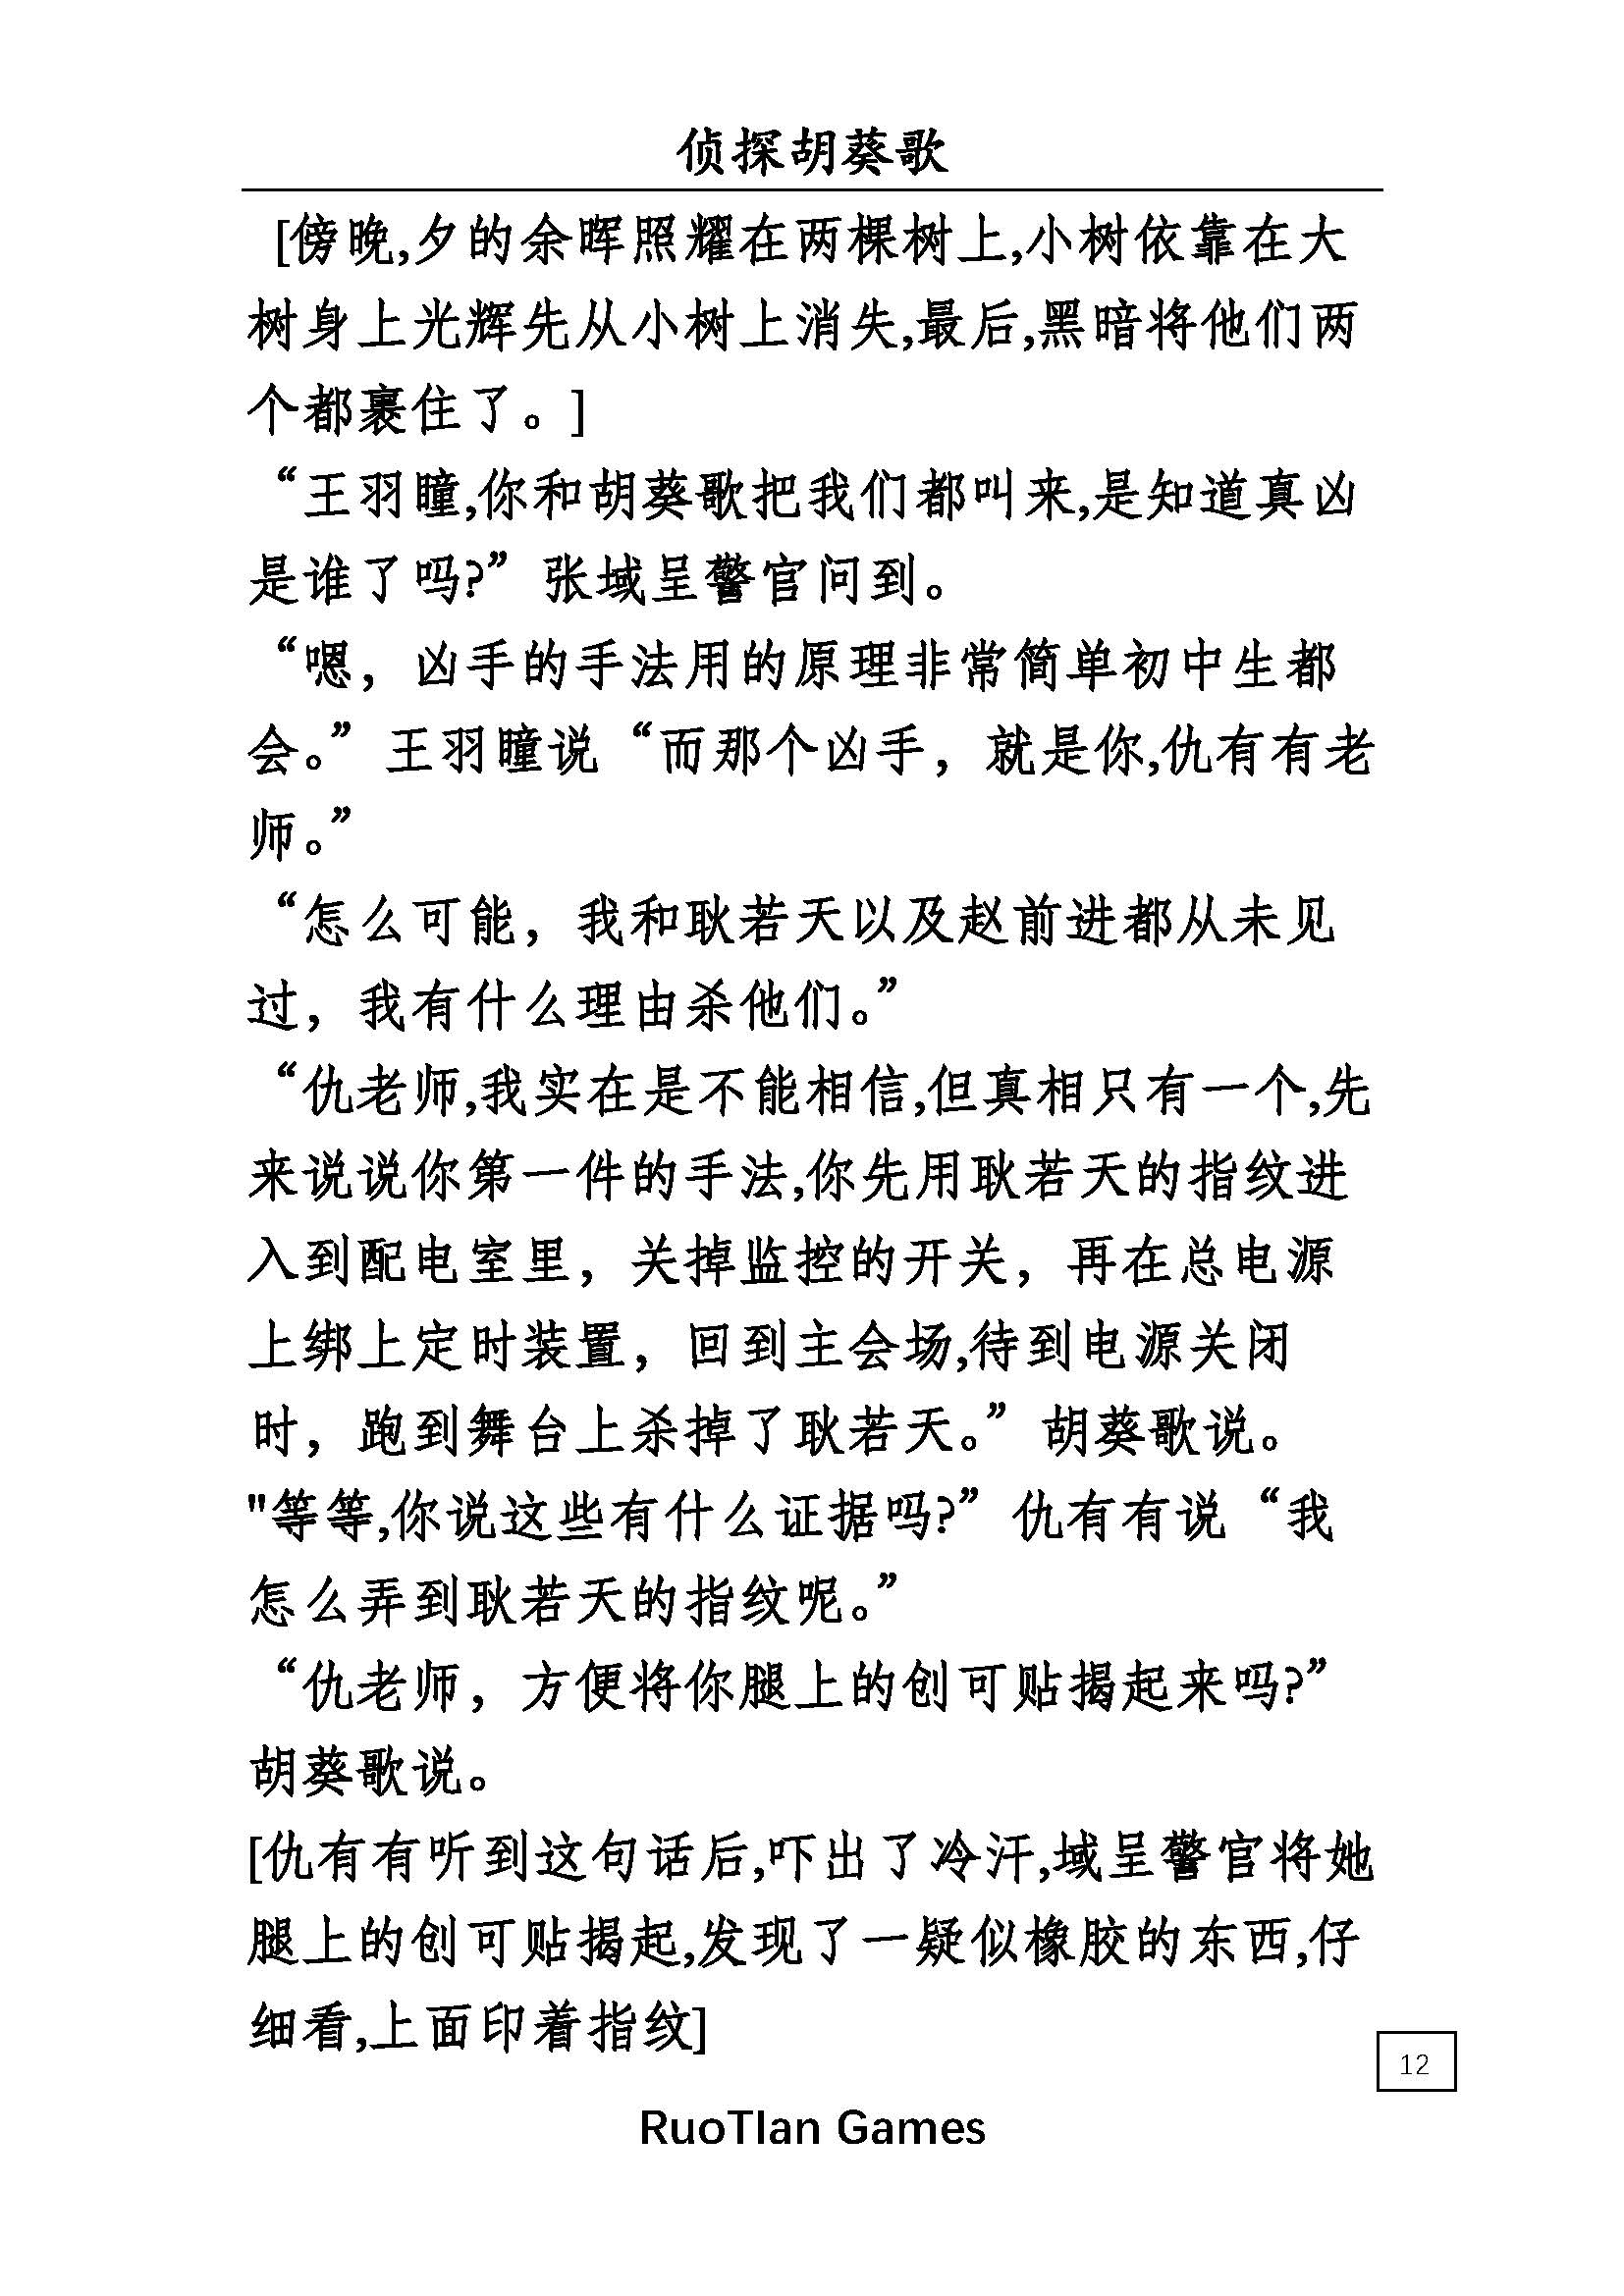 侦探胡葵歌
[傍晚,夕的余晖照耀在两棵树上,小树依靠在大
树身上光辉先从小树上消失,最后,黑暗将他们两
个都裹住了。]
“王羽瞳,你和胡葵歌把我们都叫来,是知道真凶
是谁了吗?”张域呈警官问到。
“嗯，凶手的手法用的原理非常简单初中生都
会。”王羽瞳说“而那个凶手，就是你,仇有有老
师。”
“怎么可能，我和耿若天以及赵前进都从未见
过，我有什么理由杀他们。”
“仇老师,我实在是不能相信,但真相只有一个,先
来说说你第一件的手法,你先用耿若天的指纹进
入到配电室里，关掉监控的开关，再在总电源
上绑上定时装置，回到主会场,待到电源关闭
时，跑到舞台上杀掉了耿若天。”胡葵歌说。
"等等,你说这些有什么证据吗?”仇有有说“我
怎么弄到耿若天的指纹呢。”
“仇老师，方便将你腿上的创可贴揭起来吗?”
胡葵歌说。
[仇有有听到这句话后,吓出了冷汗,域呈警官将她
腿上的创可贴揭起,发现了一疑似橡胶的东西,仔
细看,上面印着指纹]
12
RuoTIan Games